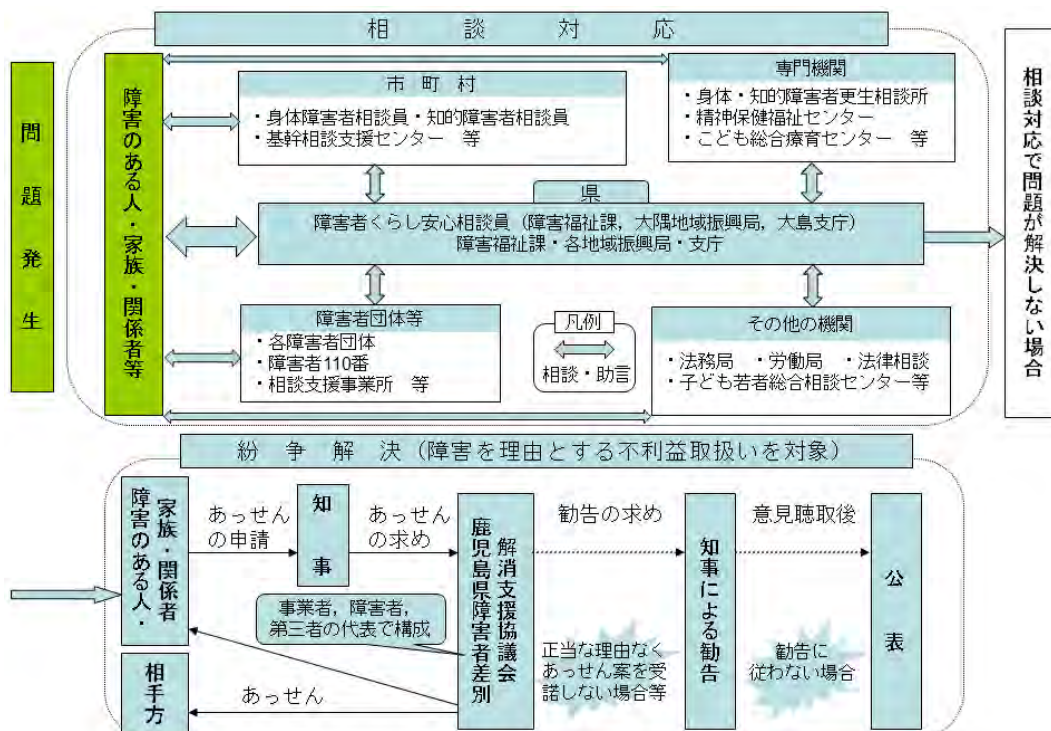 相談対応
問題発生
障害のある人・家族・関係者等
市町村
・身体障害者相談員・知的障害者相談員
・基幹相談支援センター　等
専門機関
・身体・知的障害者更生相談所
・精神保健福祉センター
・こども総合療育センター　等
県
障害者くらし安心相談員（障害福祉課，大隅地域振興局，大島支庁）
障害福祉課・各地域振興局・支庁
障害者団体等
・各障害者団体
・障害者110番
・相談支援事業所　等
凡例
相談・助言
その他の機関
・法務局　・労働局　・法律相談
・子ども若者総合相談センター等
相談対応で問題が解決しない場合
紛争解決（障害を理由とする不利益取扱いを対象）
障害のある人・
家族・関係者
あっせん
の申請
知事
あっせん
の求め
鹿児島県障害者差別
解消支援協議会
事業者，障害者，
第三者の代表で構成
勧告の求め
正当な理由なく
あっせん案を受
諾しない場合等
知事による勧告
意見聴取後
勧告に
従わない場合
公表
相手方
あっせん